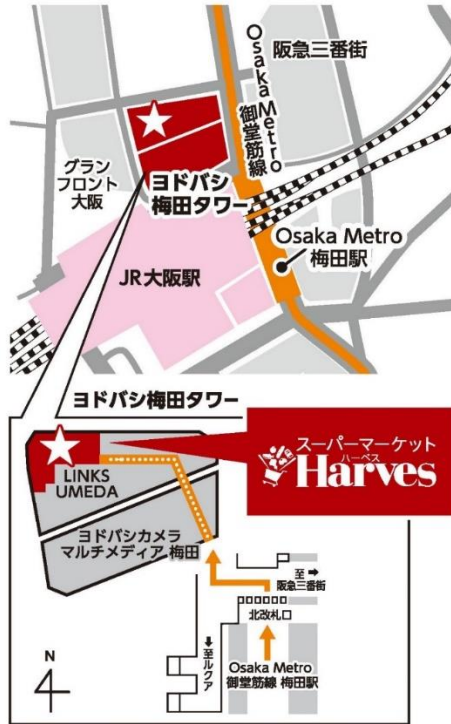 阪急三番街
Osaka Metro
御堂筋線
グラン
フロント
大阪
ヨドバシ
梅田タワー
Osaka Metro
梅田駅
JR大阪駅
ヨドバシ梅田タワー
スーパーマーケット
ハーベス
Harves
LINKS
UMEDA
ヨドバシカメラ
マルチメディア 梅田
至➡
阪急三番街
北改札口
⬇至ルクア
Osaka Metro
御堂筋線 梅田駅
N